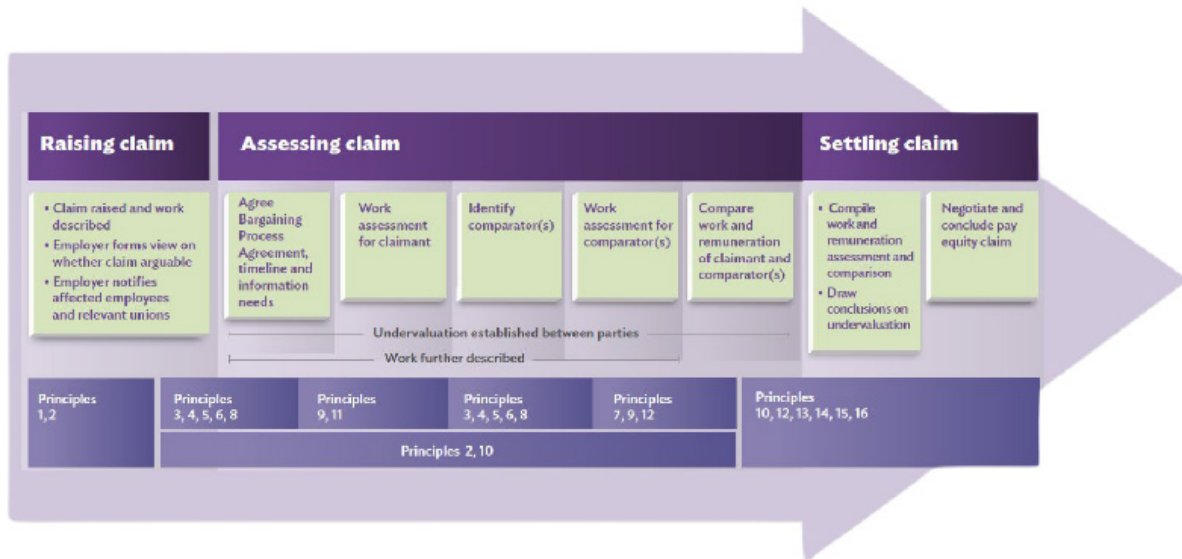 Raising claim
Assessing claim
Settling claim
• Claim raised and work
described
• Employer forms view on
whether claim arguable
• Employer notifies
affected employees
and relevant unions
Agree
Bargaining
Process
Agreement,
timeline and
information
needs
Work
assessment
for claimant
Identify
comparator(s)
Work
assessment for
comparator(s)
Compare
work and
remuneration
of claimant and
comparator(s)
• Compile
work and
remuneration
assessment and
comparison
• Draw
conclusions on
undervaluation
Negotiate and
conclude pay
equity claim
Undervaluation established between parties
Work further described
Principles
1, 2
Principles
3, 4, 5, 6, 8
Principles
9, 11
Principles
3, 4, 5, 6, 8
Principles
7, 9, 12
Principles
10, 12, 13, 14, 15, 16
Principles 2, 10